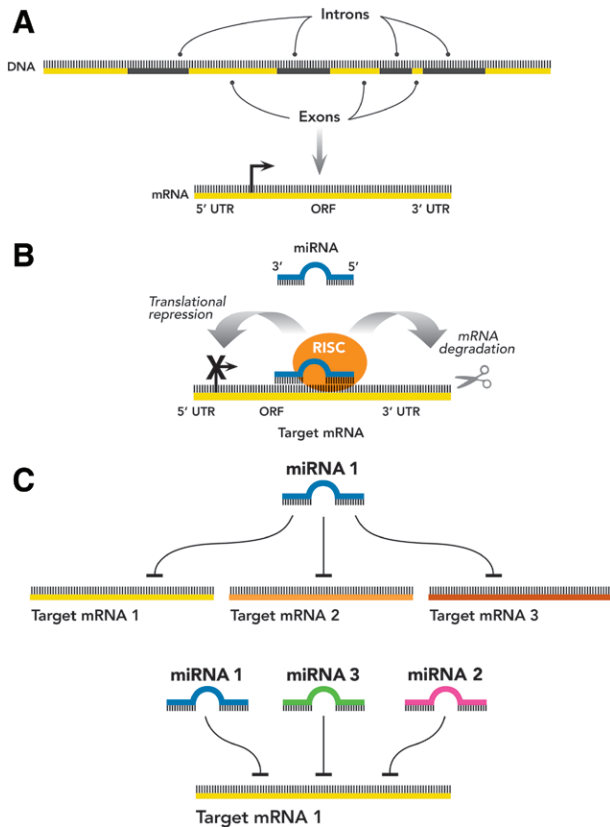 A
Introns
DNA
Exons
mRNA
5’ UTR ORF 3’ UTR
B
miRNA
3’ 5’
Translational
repression
RISC
mRNA
degradation
X
5’ UTR ORF 3’ UTR
Target mRNA
C
miRNA 1
Target mRNA 1 Target mRNA 2 Target mRNA 3
miRNA 1 miRNA 3 miRNA 2
Target mRNA 1